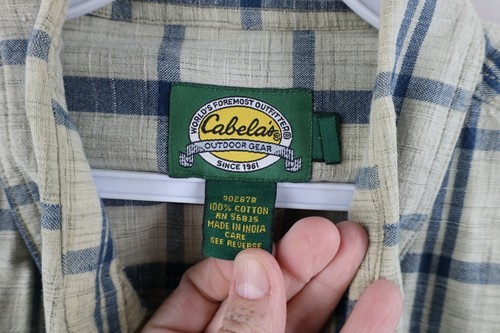 WORLD'S FOREMOST OUTFITTER®
Cabela's®
OUTDOOR GEAR
SINCE 1961
902878
100% COTTON
RN 56835
MADE IN INDIA
CARE
SEE REVERSE